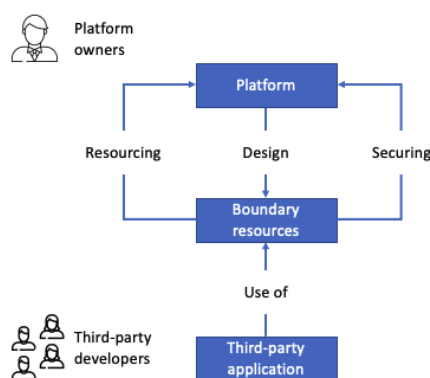 Platform
owners
Platform
Resourcing
Design
Securing
Boundary
resources
Use of
Third-party
developers
Third-party
application